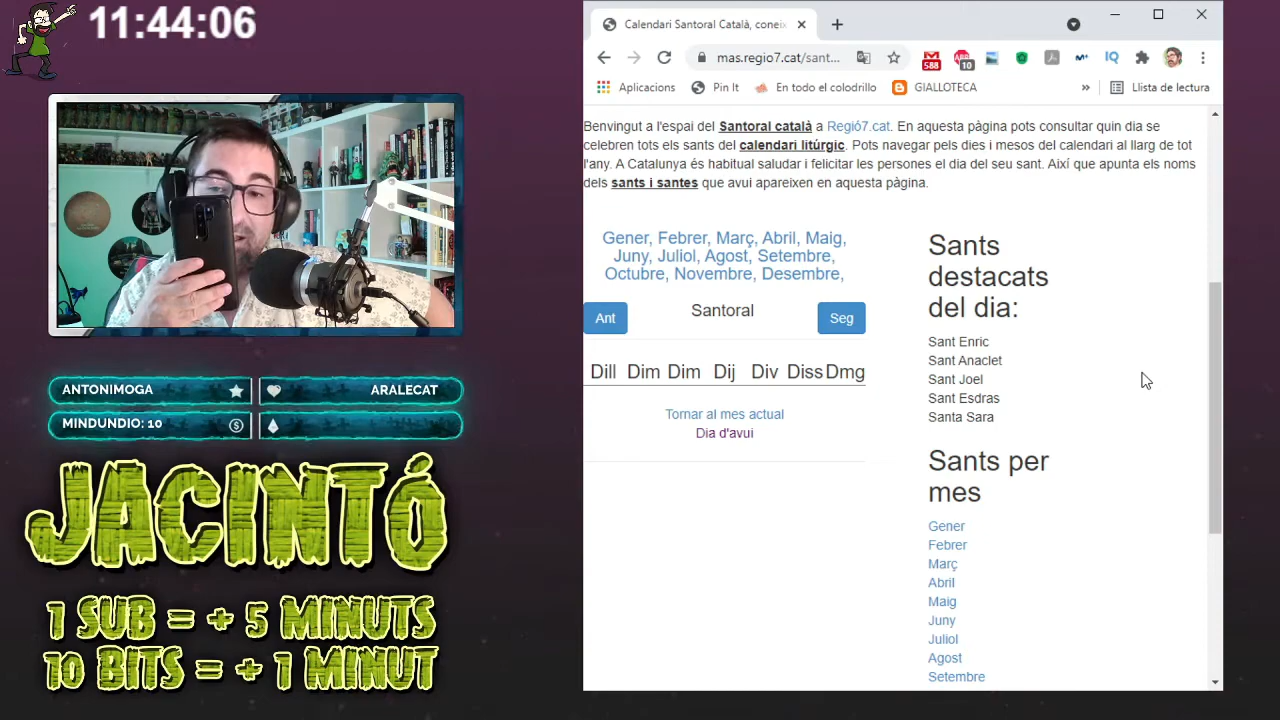 11:44:06
ANTONIMOGA
ARALECAT
MINDUNDIO: 10
JACINTÓ
1 SUB = + 5 MINUTS
10 BITS = + 1 MINUT
Calendari Santoral Català, conei
mas.regio7.cat/sant...
588
10
IQ
Aplicacions
Pin It
En todo el colodrillo
GIALLOTECA
»
Llista de lectura
Benvingut a l'espai del Santoral català a Regió7.cat. En aquesta pàgina pots consultar quin dia se
celebren tots els sants del calendari litúrgic. Pots navegar pels dies i mesos del calendari al llarg de tot
l'any. A Catalunya és habitual saludar i felicitar les persones el dia del seu sant. Així que apunta els noms
dels sants i santes que avui apareixen en aquesta pàgina.
Gener, Febrer, Març, Abril, Maig,
Juny, Juliol, Agost, Setembre,
Octubre, Novembre, Desembre,
Ant
Santoral
Seg
Dill Dim Dim Dij Div Diss Dmg
Tornar al mes actual
Dia d'avui
Sants
destacats
del dia:
Sant Enric
Sant Anaclet
Sant Joel
Sant Esdras
Santa Sara
Sants per
mes
Gener
Febrer
Març
Abril
Maig
Juny
Juliol
Agost
Setembre